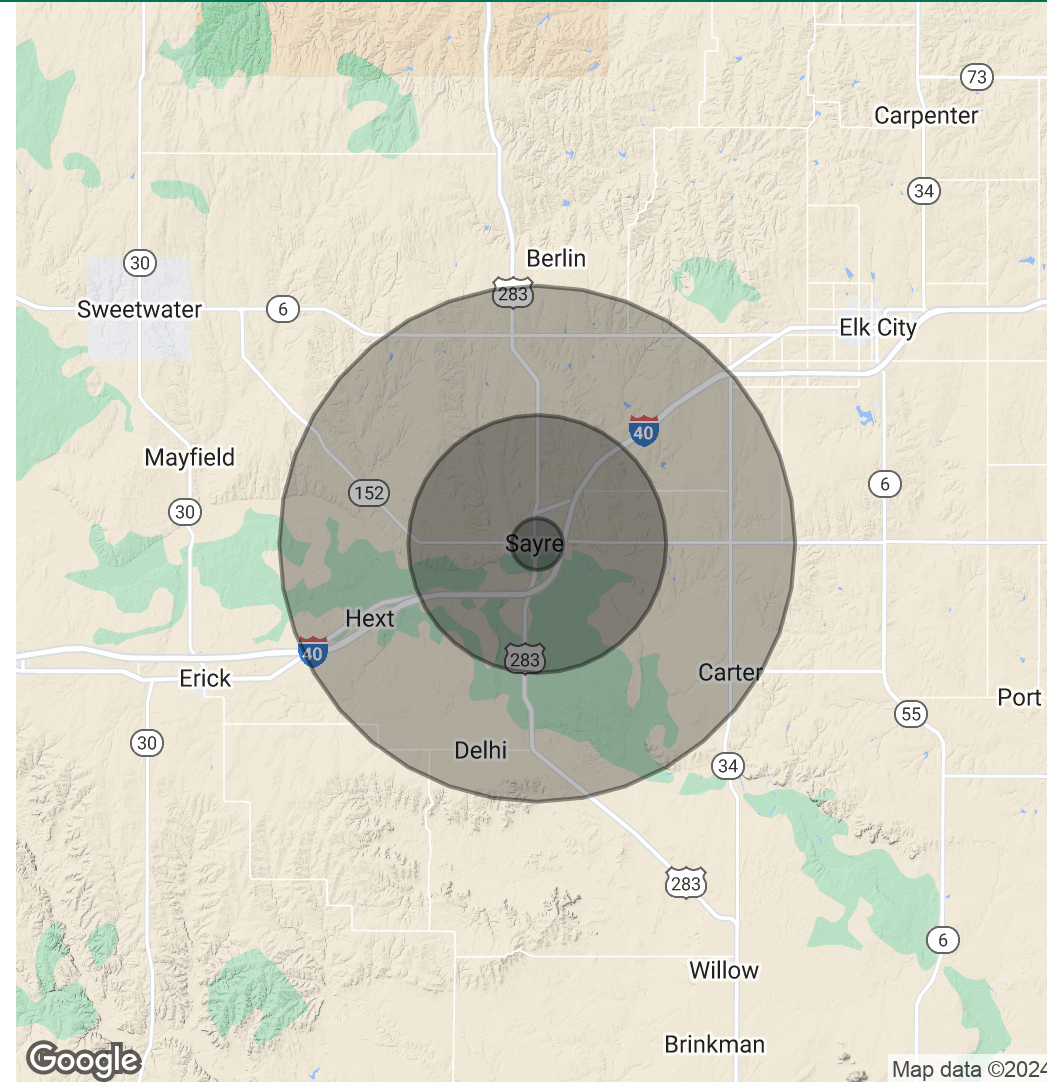 73
Carpenter
34
Berlin
30
283
Sweetwater
6
Elk City
40
Mayfield
152
6
30
Sayre
Hext
40
283
Erick
Carter
Port
55
30
Delhi
34
283
6
Willow
Brinkman
Google
Map data ©2024